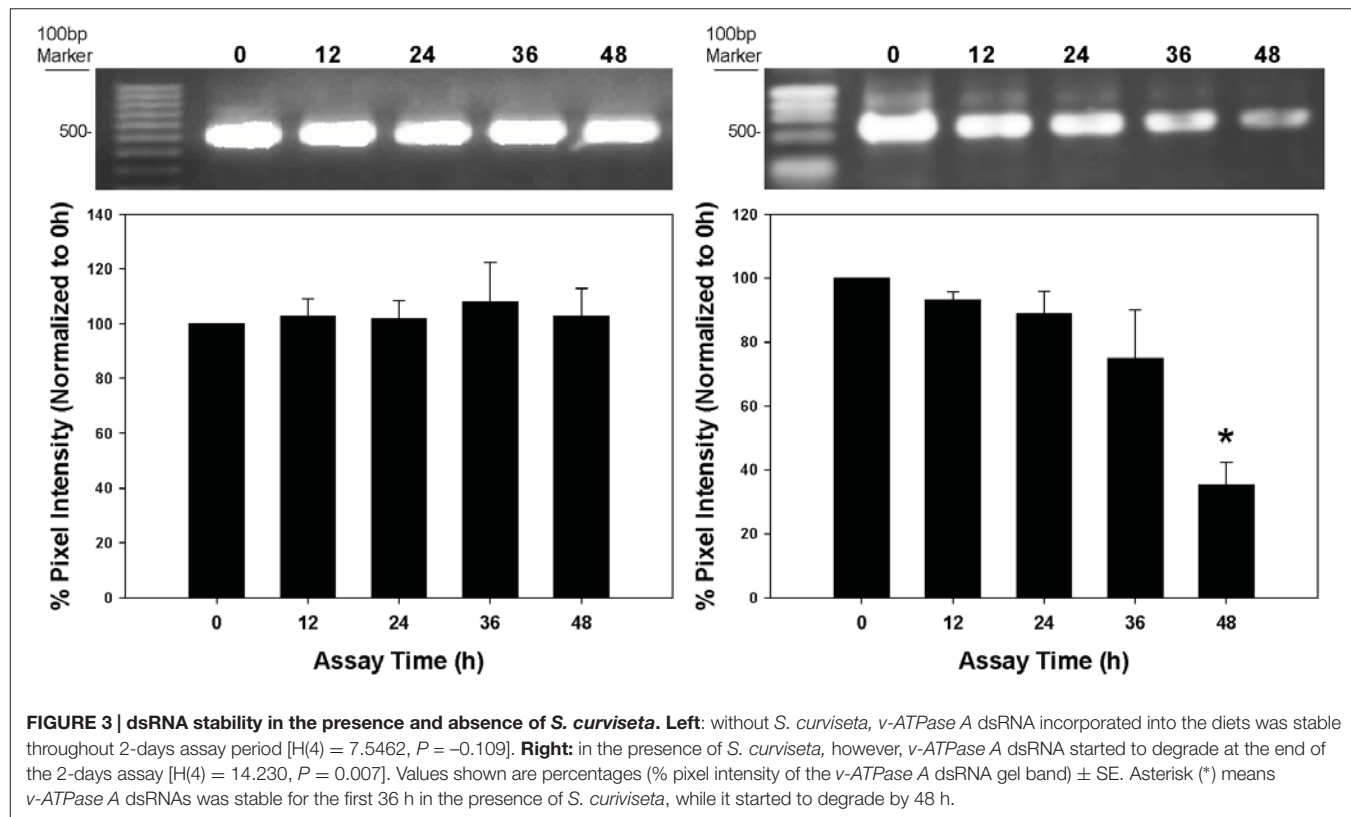 100bp
Marker
0 12 24 36 48
500-
% Pixel Intensity (Normalized to 0h)
140
120
100
80
60
40
20
0
0 12 24 36 48
Assay Time (h)
100bp
Marker
0 12 24 36 48
500-
% Pixel Intensity (Normalized to 0h)
120
100
80
60
40
20
0
*
0 12 24 36 48
Assay Time (h)
FIGURE 3 | dsRNA stability in the presence and absence of S. curviseta. Left: without S. curviseta, v-ATPase A dsRNA incorporated into the diets was stable
throughout 2-days assay period [H(4) = 7.5462, P = –0.109]. Right: in the presence of S. curviseta, however, v-ATPase A dsRNA started to degrade at the end of
the 2-days assay [H(4) = 14.230, P = 0.007]. Values shown are percentages (% pixel intensity of the v-ATPase A dsRNA gel band) ± SE. Asterisk (*) means
v-ATPase A dsRNAs was stable for the first 36 h in the presence of S. curiviseta, while it started to degrade by 48 h.